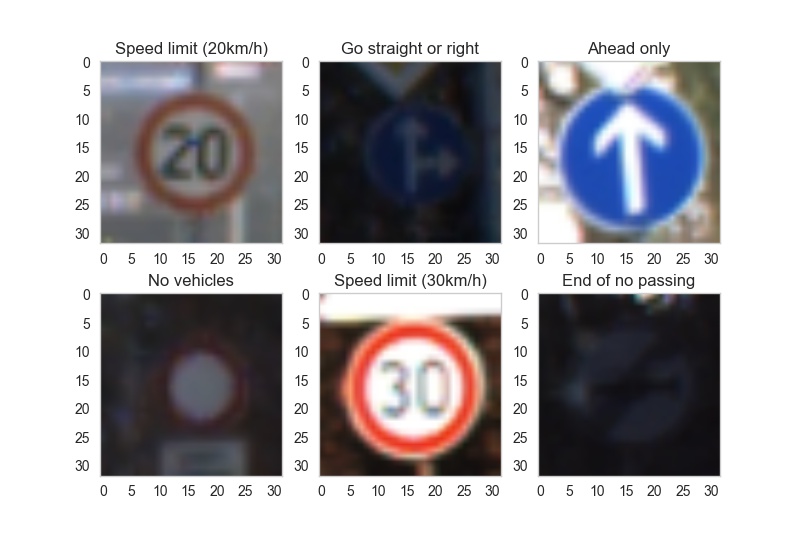 Speed limit (20km/h) Go straight or right Ahead only
0 0 0
5 5 5
10 10 10
15 20 15 15
20 20 20
25 25 25
30 30 30
0 5 10 15 20 25 30 0 5 10 15 20 25 30 0 5 10 15 20 25 30
No vehicles Speed limit (30km/h) End of no passing
0 0 0
5 5 5
10 10 10
15 15 30 15
20 20 20
25 25 25
30 30 30
0 5 10 15 20 25 30 0 5 10 15 20 25 30 0 5 10 15 20 25 30